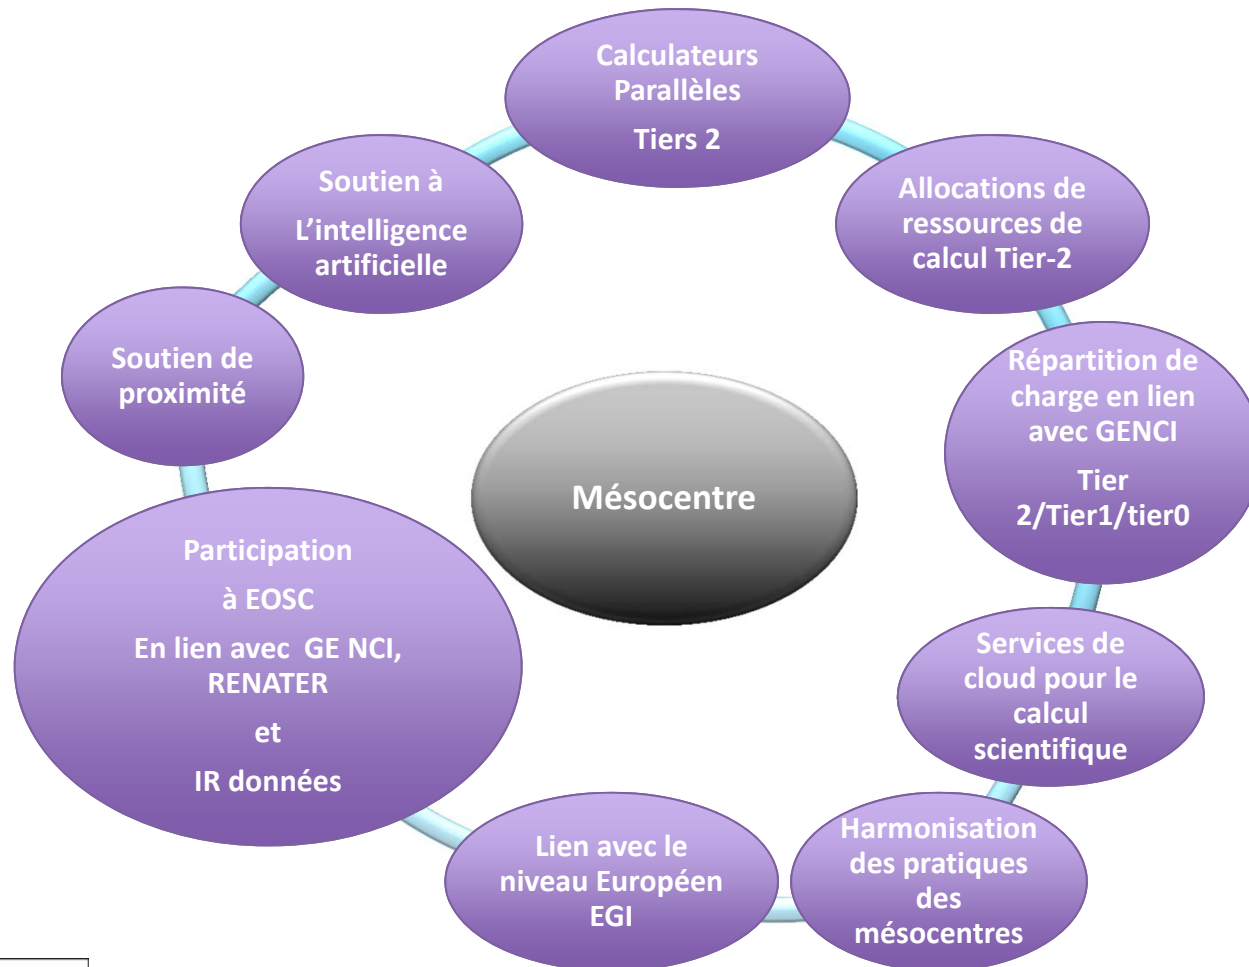 Calculateurs
Parallèles
Tiers 2
Allocations de
ressources de
calcul Tier-2
Répartition de
charge en lien
avec GENCI
Tier
2/Tier1/tier0
Services de
cloud pour le
calcul
scientifique
Harmonisation
des pratiques
des
mésocentres
Lien avec le
niveau Européen
EGI
Participation
à EOSC
En lien avec  GE NCI,
RENATER
et
IR données
Soutien de
proximité
Soutien à
L’intelligence
artificielle
Mésocentre